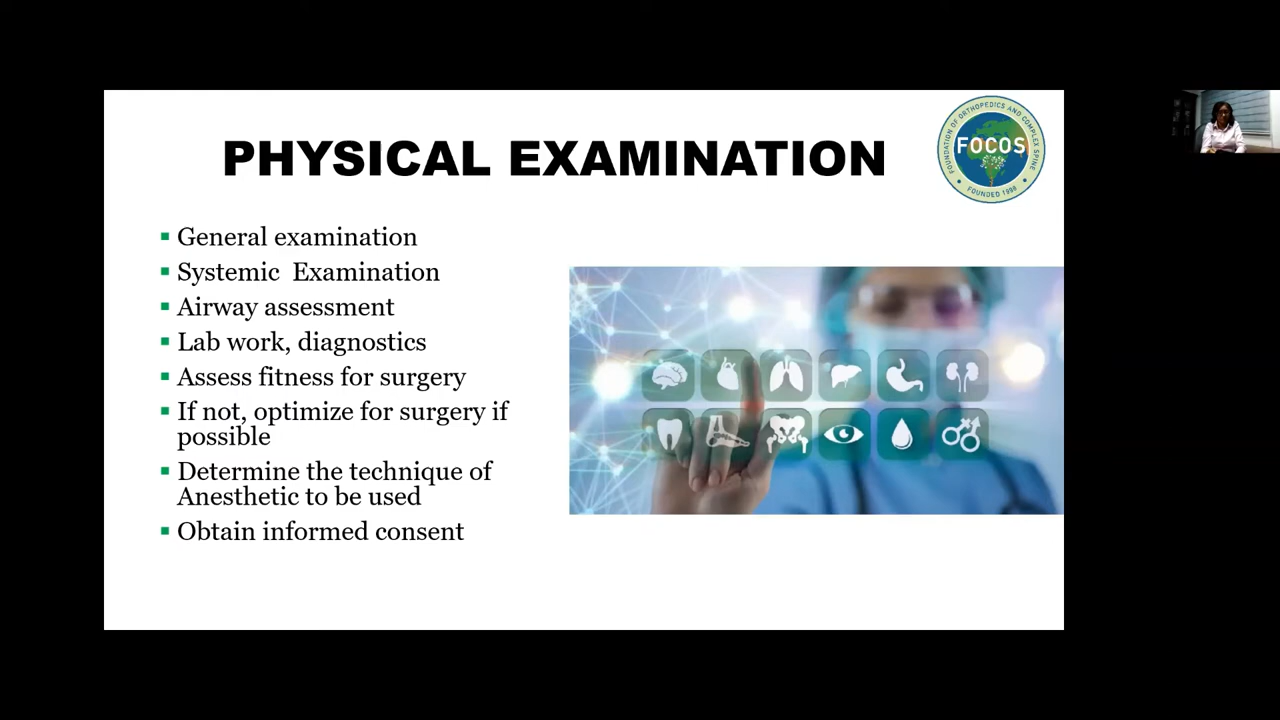 PHYSICAL EXAMINATION
FOUNDATION OF ORTHOPEDICS AND COMPLEX SPINE
FOCOS
FOUNDED 1998
General examination
Systemic  Examination
Airway assessment
Lab work, diagnostics
Assess fitness for surgery
If not, optimize for surgery if
possible
Determine the technique of
Anesthetic to be used
Obtain informed consent